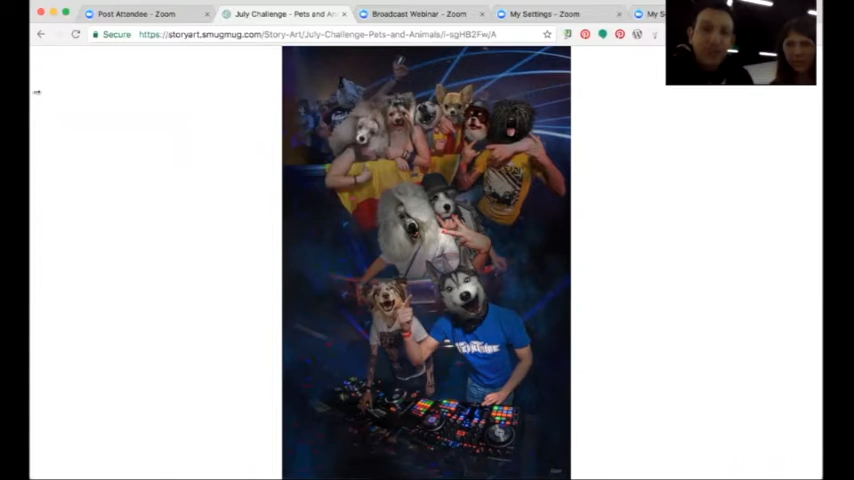 Post Attendee - Zoom
July Challenge - Pets and An
Broadcast Webinar - Zoom
My Settings - Zoom
My S
Secure
https://storyart.smugmug.com/Story-Art/July-Challenge-Pets-and-Animals/i-sgHB2Fw/A